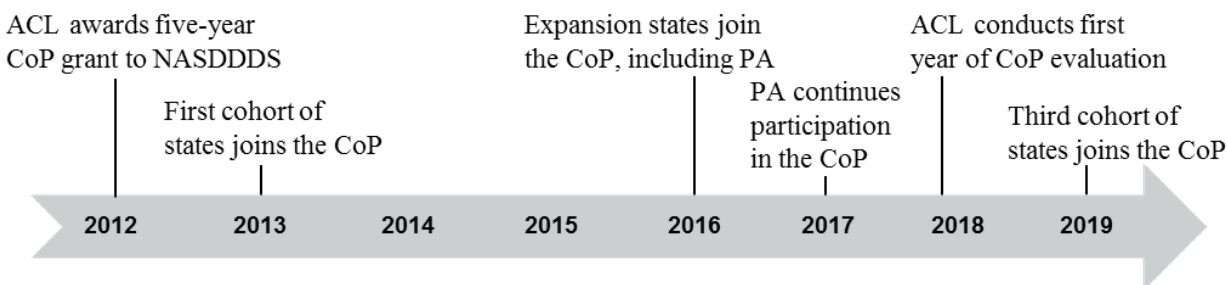 ACL awards five-year
CoP grant to NASDDDS
First cohort of
states joins the CoP
Expansion states join
the CoP, including PA
PA continues
participation
in the CoP
ACL conducts first
year of CoP evaluation
Third cohort of
states joins the CoP
2012 2013 2014 2015 2016 2017 2018 2019